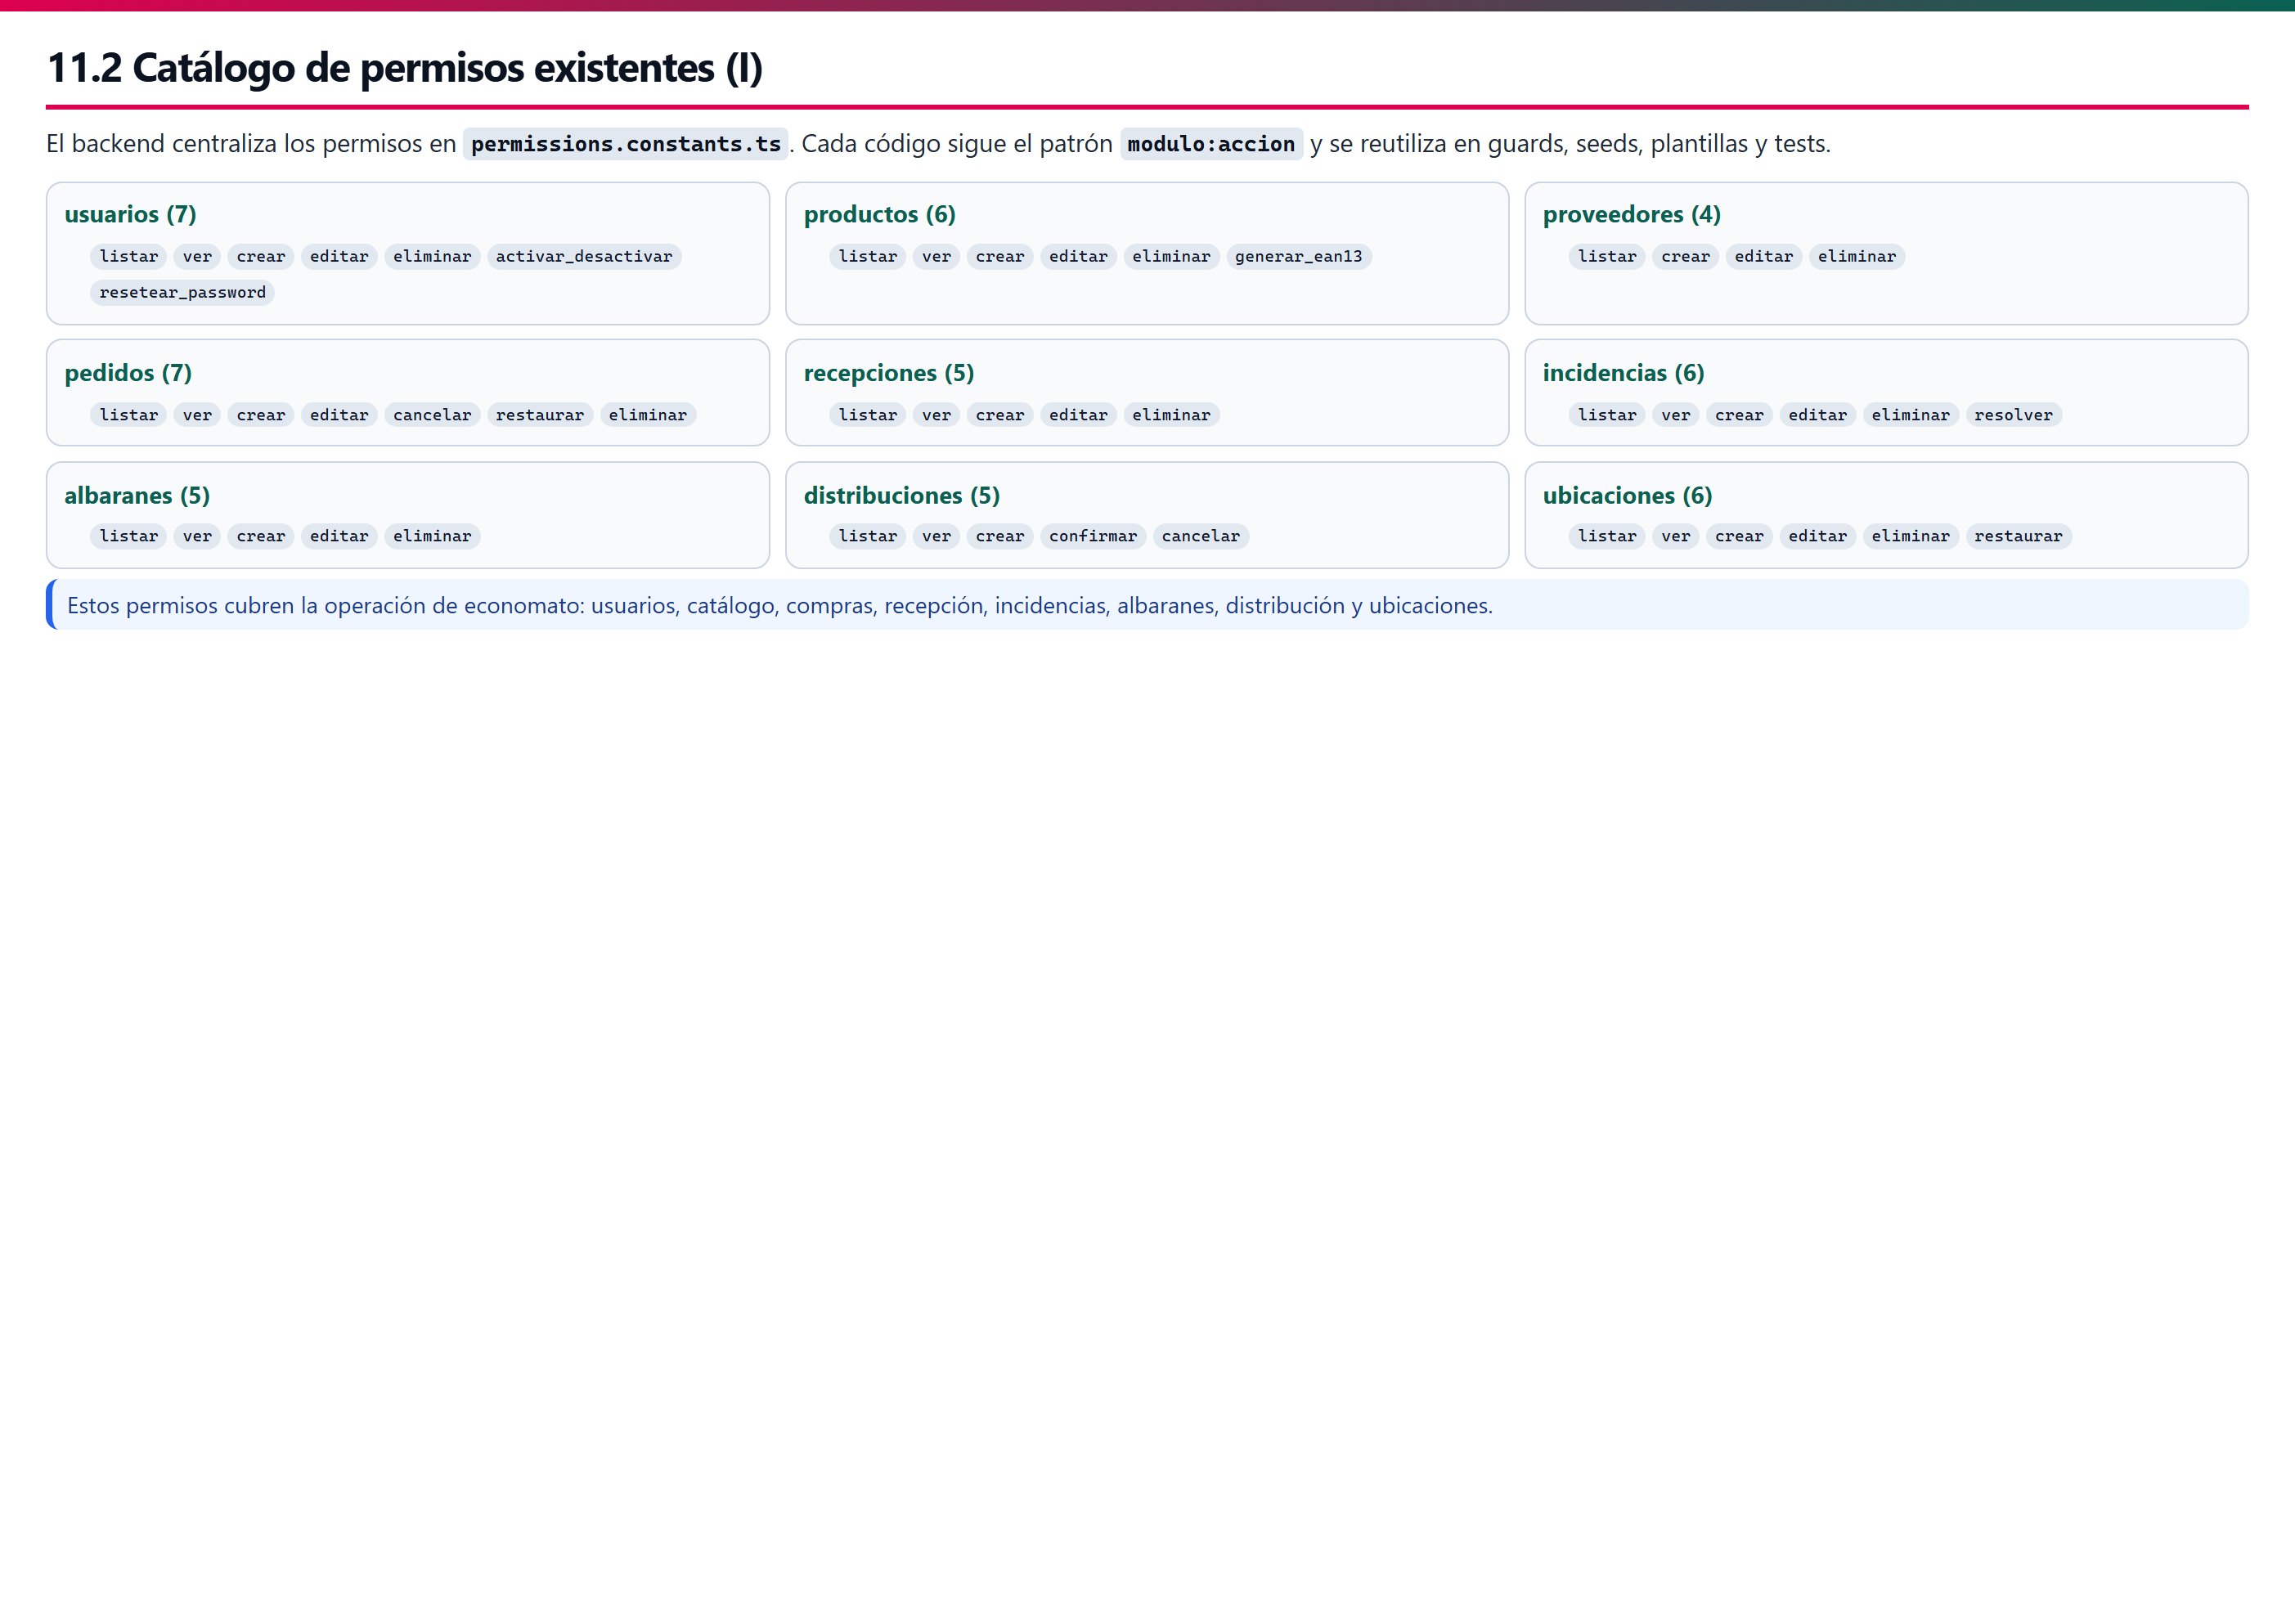 11.2 Catálogo de permisos existentes (I)
El backend centraliza los permisos en permissions.constants.ts. Cada código sigue el patrón modulo:accion y se reutiliza en guards, seeds, plantillas y tests.
usuarios (7)
listar ver crear editar eliminar activar_desactivar
resetear_password
productos (6)
listar ver crear editar eliminar generar_ean13
proveedores (4)
listar crear editar eliminar
pedidos (7)
listar ver crear editar cancelar restaurar eliminar
recepciones (5)
listar ver crear editar eliminar
incidencias (6)
listar ver crear editar eliminar resolver
albaranes (5)
listar ver crear editar eliminar
distribuciones (5)
listar ver crear confirmar cancelar
ubicaciones (6)
listar ver crear editar eliminar restaurar
Estos permisos cubren la operación de economato: usuarios, catálogo, compras, recepción, incidencias, albaranes, distribución y ubicaciones.